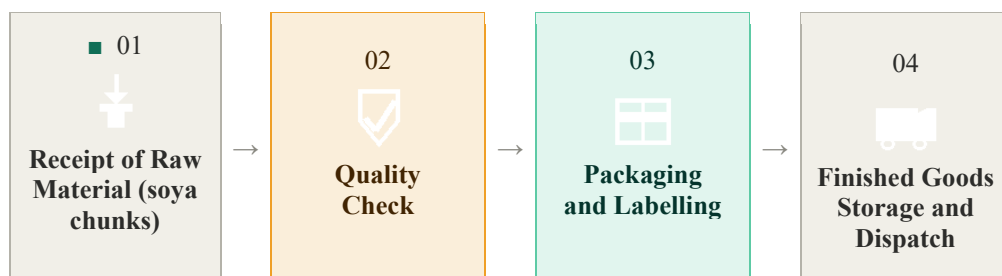 01
Receipt of Raw
Material (soya
chunks)
→
02
Quality
Check
→
03
Packaging
and Labelling
→
04
Finished Goods
Storage and
Dispatch